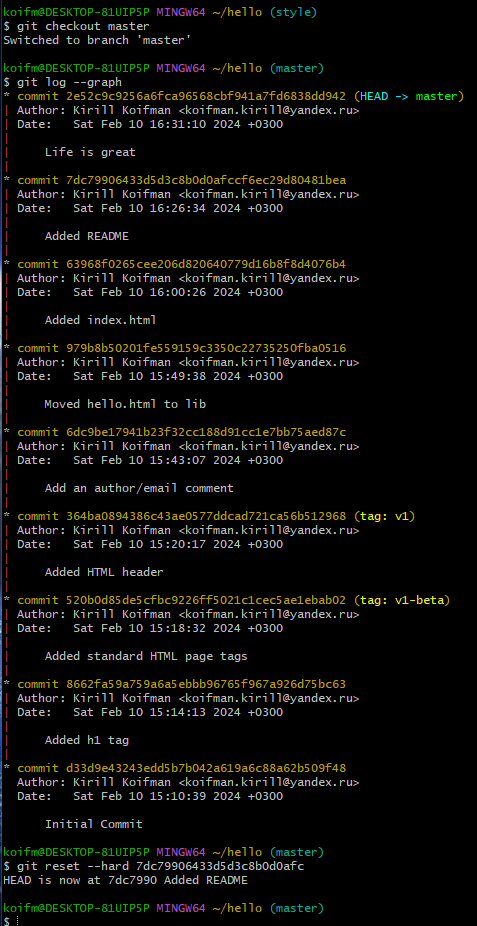 koifm@DESKTOP-81UIP5P MINGW64 ~/hello (style)
$ git checkout master
Switched to branch 'master'
koifm@DESKTOP-81UIP5P MINGW64 ~/hello (master)
$ git log --graph
* commit 2e52c9c9256a6fca96568cbf941a7fd6838dd942 (HEAD -> master)
| Author: Kirill Koifman <koifman.kirill@yandex.ru>
| Date:   Sat Feb 10 16:31:10 2024 +0300
|
|     Life is great
|
* commit 7dc79906433d5d3c8b0d0afccf6ec29d80481bea
| Author: Kirill Koifman <koifman.kirill@yandex.ru>
| Date:   Sat Feb 10 16:26:34 2024 +0300
|
|     Added README
|
* commit 63968f0265cee206d820640779d16b8f8d4076b4
| Author: Kirill Koifman <koifman.kirill@yandex.ru>
| Date:   Sat Feb 10 16:00:26 2024 +0300
|
|     Added index.html
|
* commit 979b8b50201fe559159c3350c22735250fba0516
| Author: Kirill Koifman <koifman.kirill@yandex.ru>
| Date:   Sat Feb 10 15:49:38 2024 +0300
|
|     Moved hello.html to lib
|
* commit 6dc9be17941b23f32cc188d91cc1e7bb75aed87c
| Author: Kirill Koifman <koifman.kirill@yandex.ru>
| Date:   Sat Feb 10 15:43:07 2024 +0300
|
|     Add an author/email comment
|
* commit 364ba0894386c43ae0577ddcad721ca56b512968 (tag: v1)
| Author: Kirill Koifman <koifman.kirill@yandex.ru>
| Date:   Sat Feb 10 15:20:17 2024 +0300
|
|     Added HTML header
|
* commit 520b0d85de5cfbc9226ff5021c1cec5ae1ebab02 (tag: v1-beta)
| Author: Kirill Koifman <koifman.kirill@yandex.ru>
| Date:   Sat Feb 10 15:18:32 2024 +0300
|
|     Added standard HTML page tags
|
* commit 8662fa59a759a6a5ebbb96765f967a926d75bc63
| Author: Kirill Koifman <koifman.kirill@yandex.ru>
| Date:   Sat Feb 10 15:14:13 2024 +0300
|
|     Added h1 tag
|
* commit d33d9e43243edd5b7b042a619a6c88a62b509f48
  Author: Kirill Koifman <koifman.kirill@yandex.ru>
  Date:   Sat Feb 10 15:10:39 2024 +0300
      Initial Commit
koifm@DESKTOP-81UIP5P MINGW64 ~/hello (master)
$ git reset --hard 7dc79906433d5d3c8b0d0afc
HEAD is now at 7dc7990 Added README
koifm@DESKTOP-81UIP5P MINGW64 ~/hello (master)
$